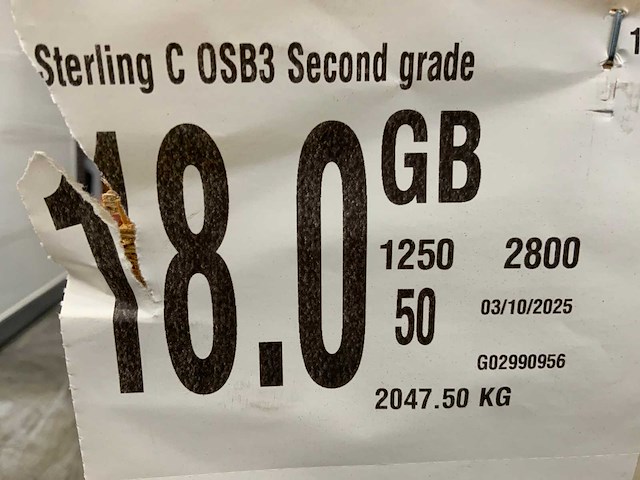 Sterling C OSB3 Second grade
18.0 GB
1250 2800
50 03/10/2025
G02990956
2047.50 KG